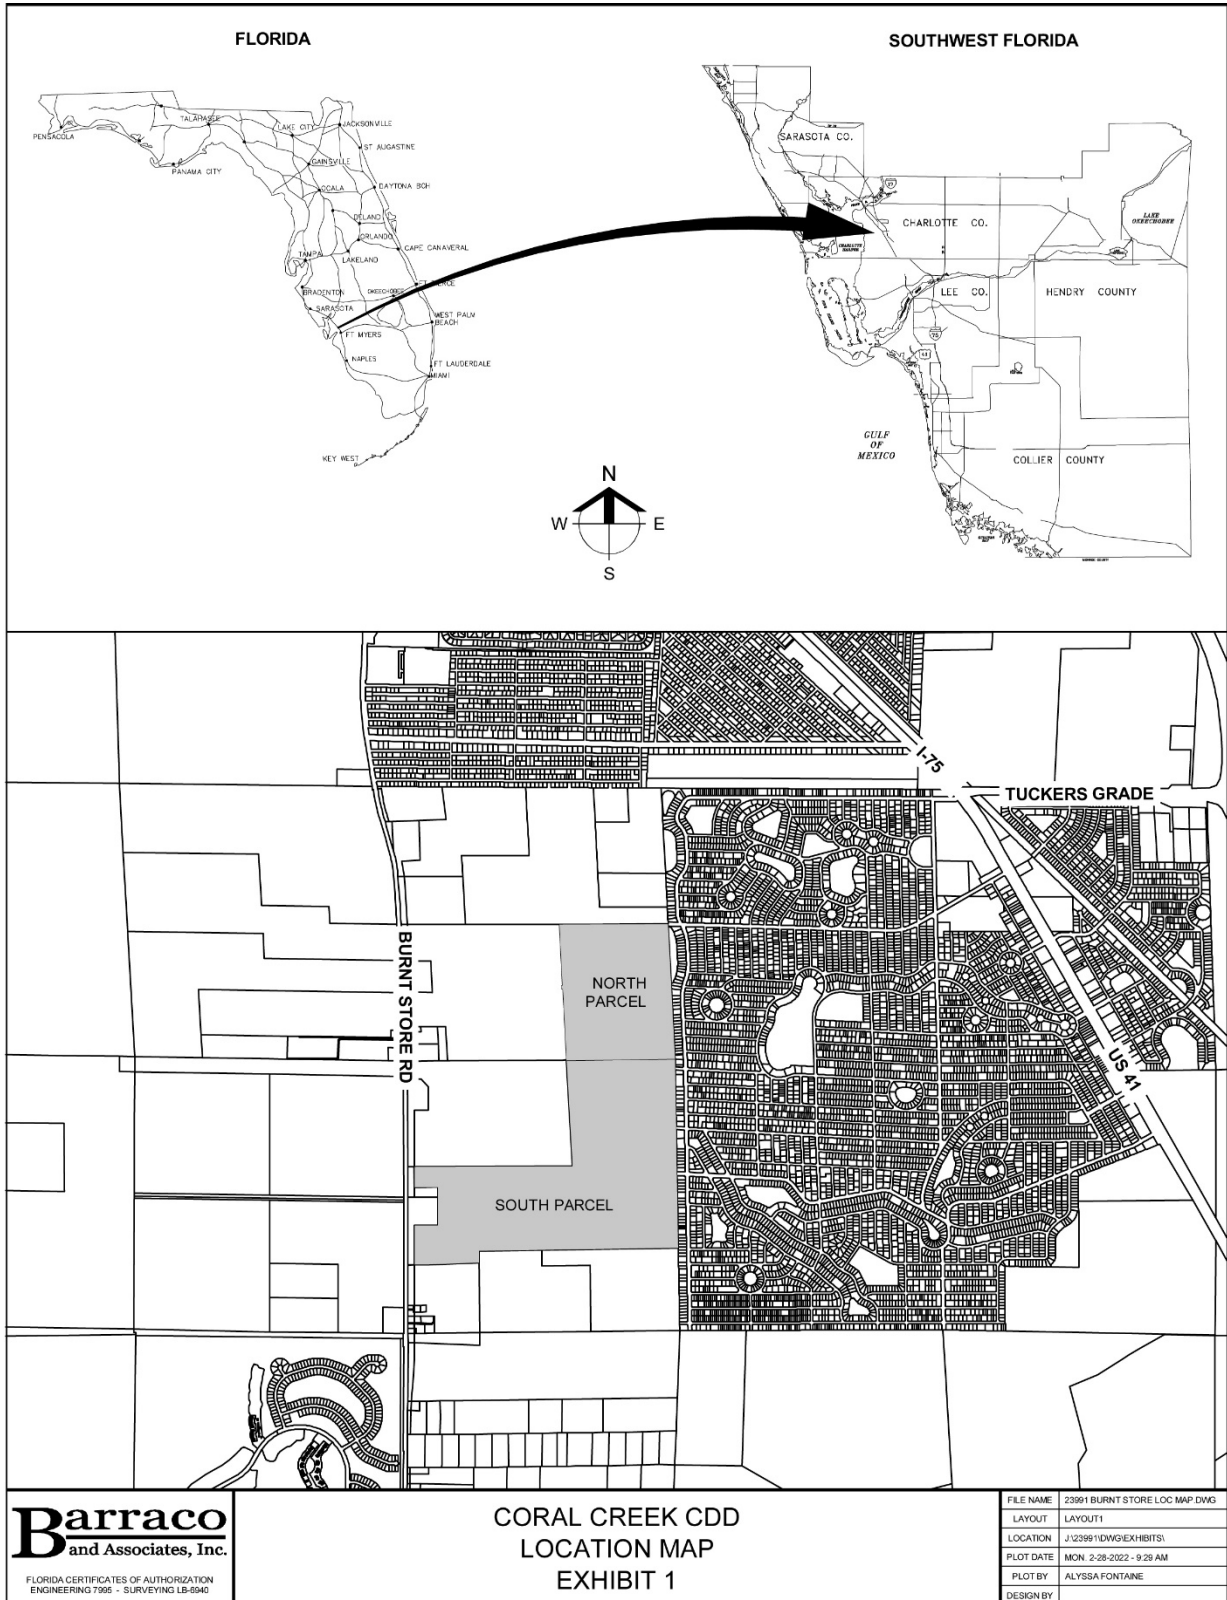 FLORIDA
SOUTHWEST FLORIDA
PENSACOLA
PANAMA CITY
LAKE CITY
JACKSONVILLE
ST AUGASTINE
GAINSVILLE
OCALA
DAYTONA BCH
DELAND
ORLANDO
CAPE CANAVERAL
TAMPA
LAKELAND
BRADENTON
OKEECHOBEE
SARASOTA
WEST PALM
BEACH
FT MYERS
NAPLES
FT LAUDERDALE
MIAMI
KEY WEST
SARASOTA CO.
CHARLOTTE CO.
LAKE
OKEECHOBEE
LEE CO.
HENDRY COUNTY
75
GULF
OF
MEXICO
COLLIER COUNTY
N
W
E
S
I-75
TUCKERS GRADE
BURNT STORE RD
NORTH
PARCEL
US 41
SOUTH PARCEL
Barraco
and Associates, Inc.
FLORIDA CERTIFICATES OF AUTHORIZATION
ENGINEERING 7995 - SURVEYING LB-6940
CORAL CREEK CDD
LOCATION MAP
EXHIBIT 1
FILE NAME 23991 BURNT STORE LOC MAP.DWG
LAYOUT LAYOUT1
LOCATION J:\23991\DWG\EXHIBITS\
PLOT DATE MON. 2-28-2022 - 9:29 AM
PLOT BY ALYSSA FONTAINE
DESIGN BY